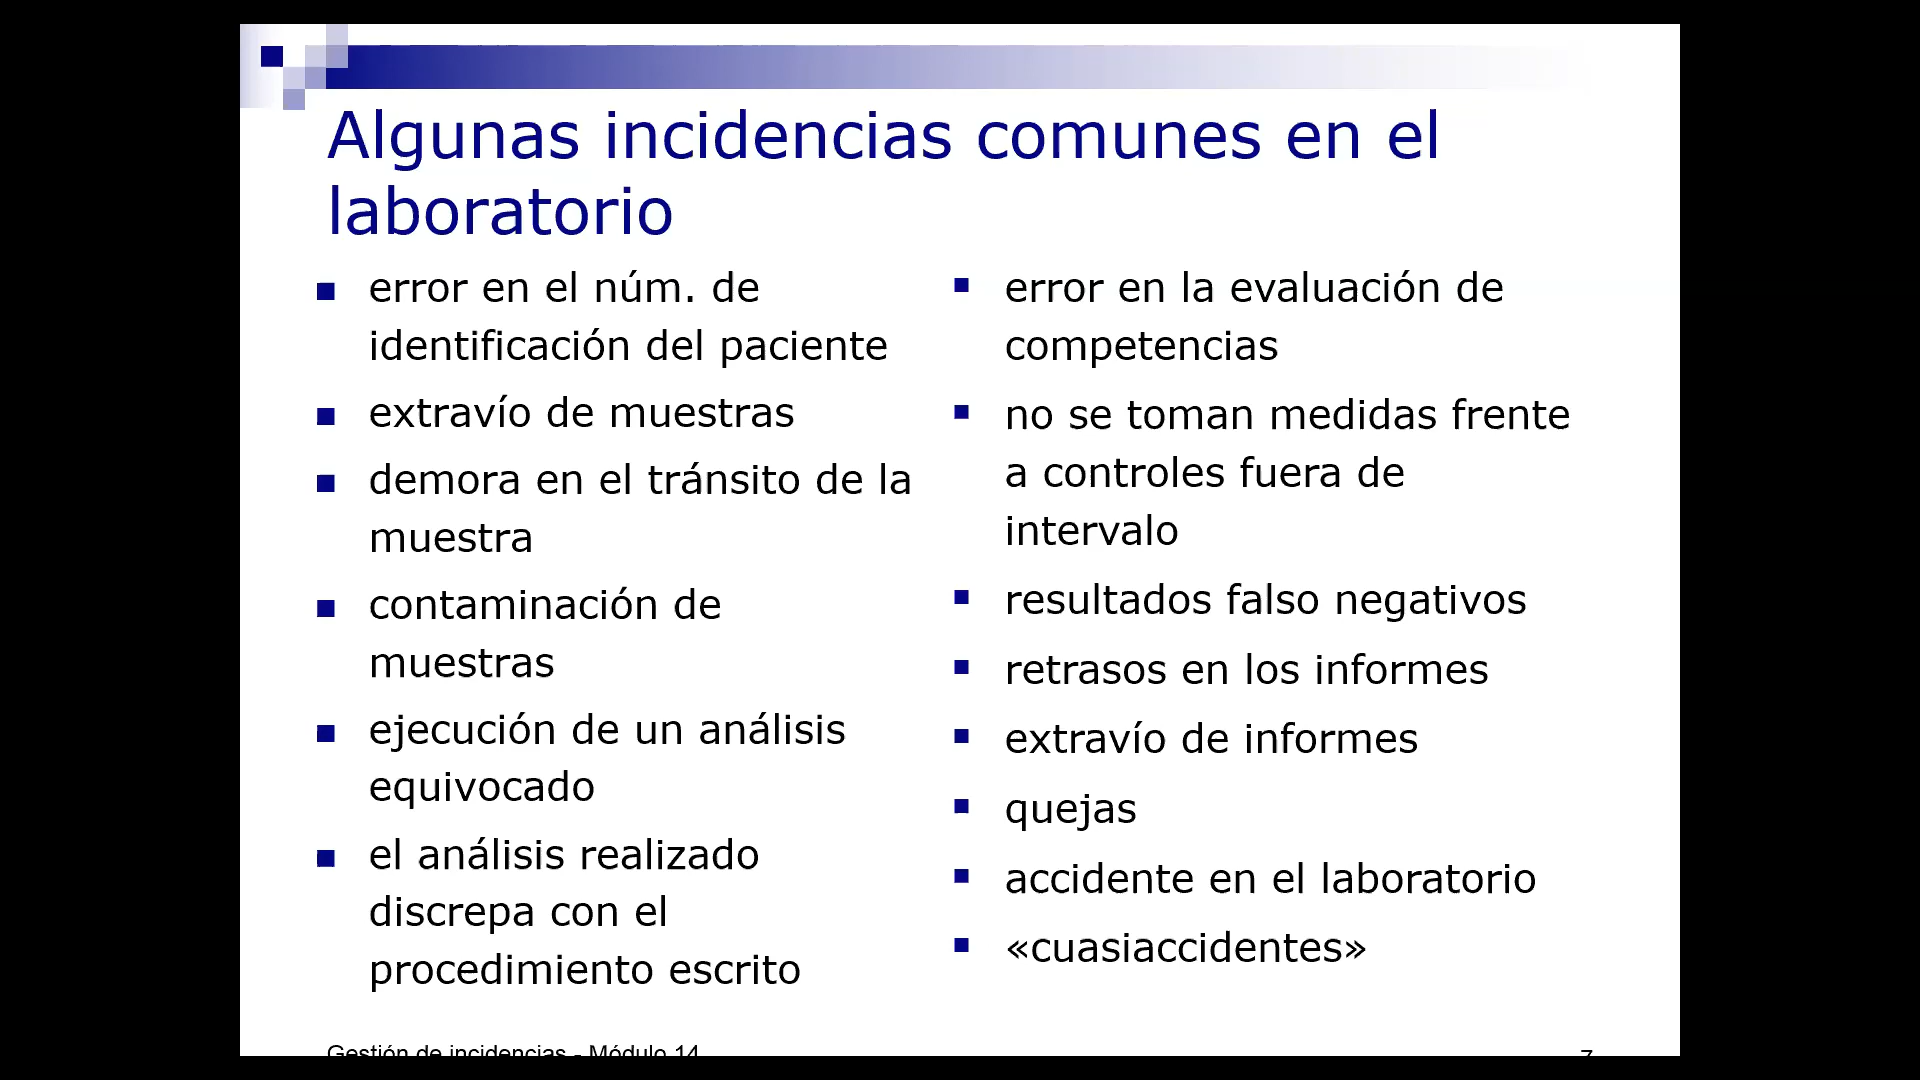 Algunas incidencias comunes en el
laboratorio
error en el núm. de
identificación del paciente
extravío de muestras
demora en el tránsito de la
muestra
contaminación de
muestras
ejecución de un análisis
equivocado
el análisis realizado
discrepa con el
procedimiento escrito
error en la evaluación de
competencias
no se toman medidas frente
a controles fuera de
intervalo
resultados falso negativos
retrasos en los informes
extravío de informes
quejas
accidente en el laboratorio
«cuasiaccidentes»
Gestión de incidencias - Módulo 14
7